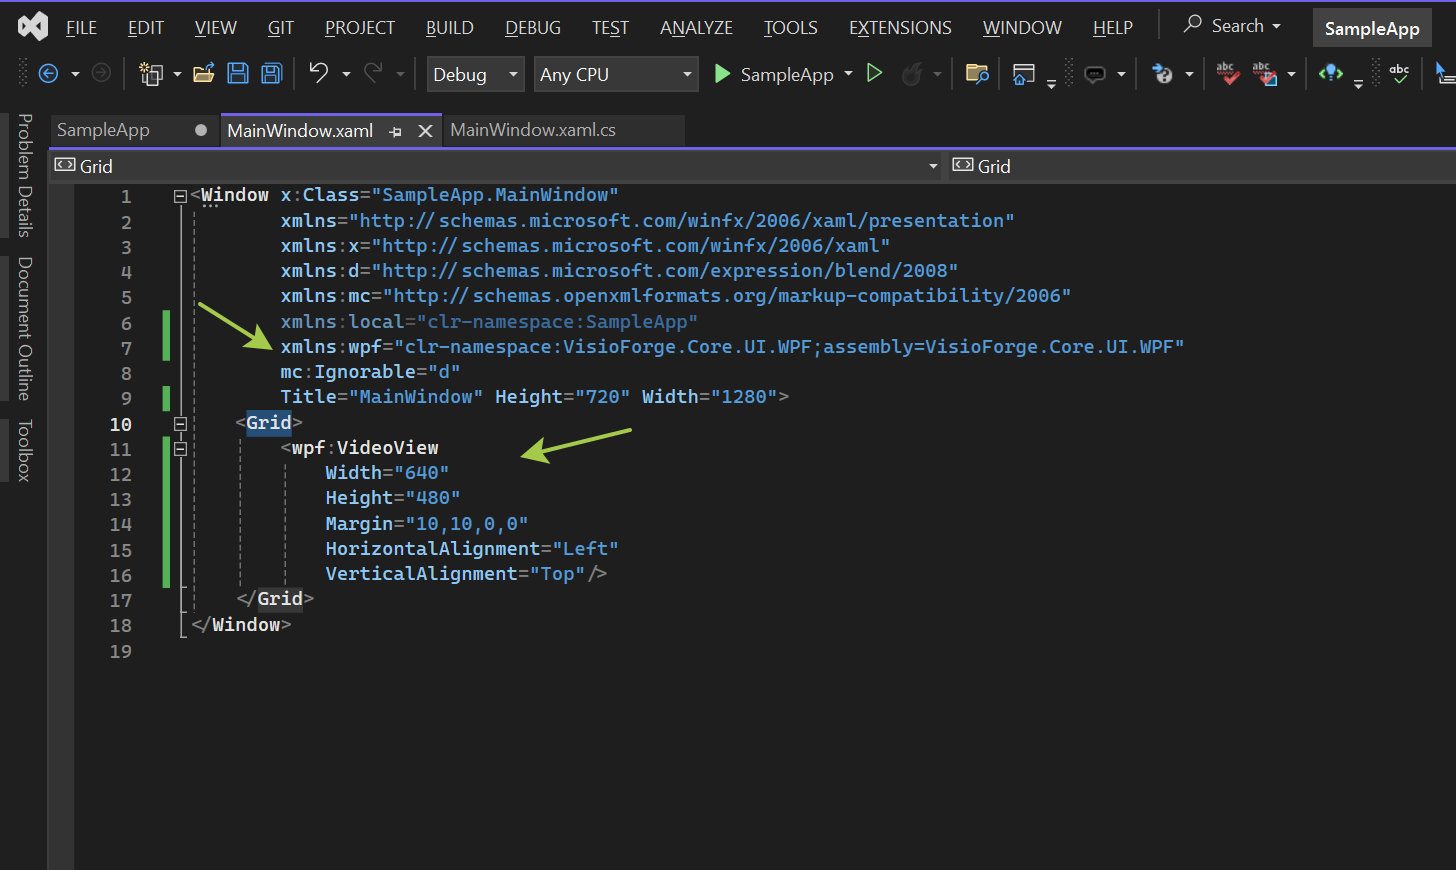 FILE EDIT VIEW GIT PROJECT BUILD DEBUG TEST ANALYZE TOOLS EXTENSIONS WINDOW HELP Search SampleApp
Debug Any CPU SampleApp abc abc abc
SampleApp MainWindow.xaml MainWindow.xaml.cs
Grid Grid
Problem Details
Document Outline
Toolbox
1 <Window x:Class="SampleApp.MainWindow"
2 xmlns="http://schemas.microsoft.com/winfx/2006/xaml/presentation"
3 xmlns:x="http://schemas.microsoft.com/winfx/2006/xaml"
4 xmlns:d="http://schemas.microsoft.com/expression/blend/2008"
5 xmlns:mc="http://schemas.openxmlformats.org/markup-compatibility/2006"
6 xmlns:local="clr-namespace:SampleApp"
7 xmlns:wpf="clr-namespace:VisioForge.Core.UI.WPF;assembly=VisioForge.Core.UI.WPF"
8 mc:Ignorable="d"
9 Title="MainWindow" Height="720" Width="1280">
10 <Grid>
11 <wpf:VideoView
12 Width="640"
13 Height="480"
14 Margin="10,10,0,0"
15 HorizontalAlignment="Left"
16 VerticalAlignment="Top"/>
17 </Grid>
18 </Window>
19